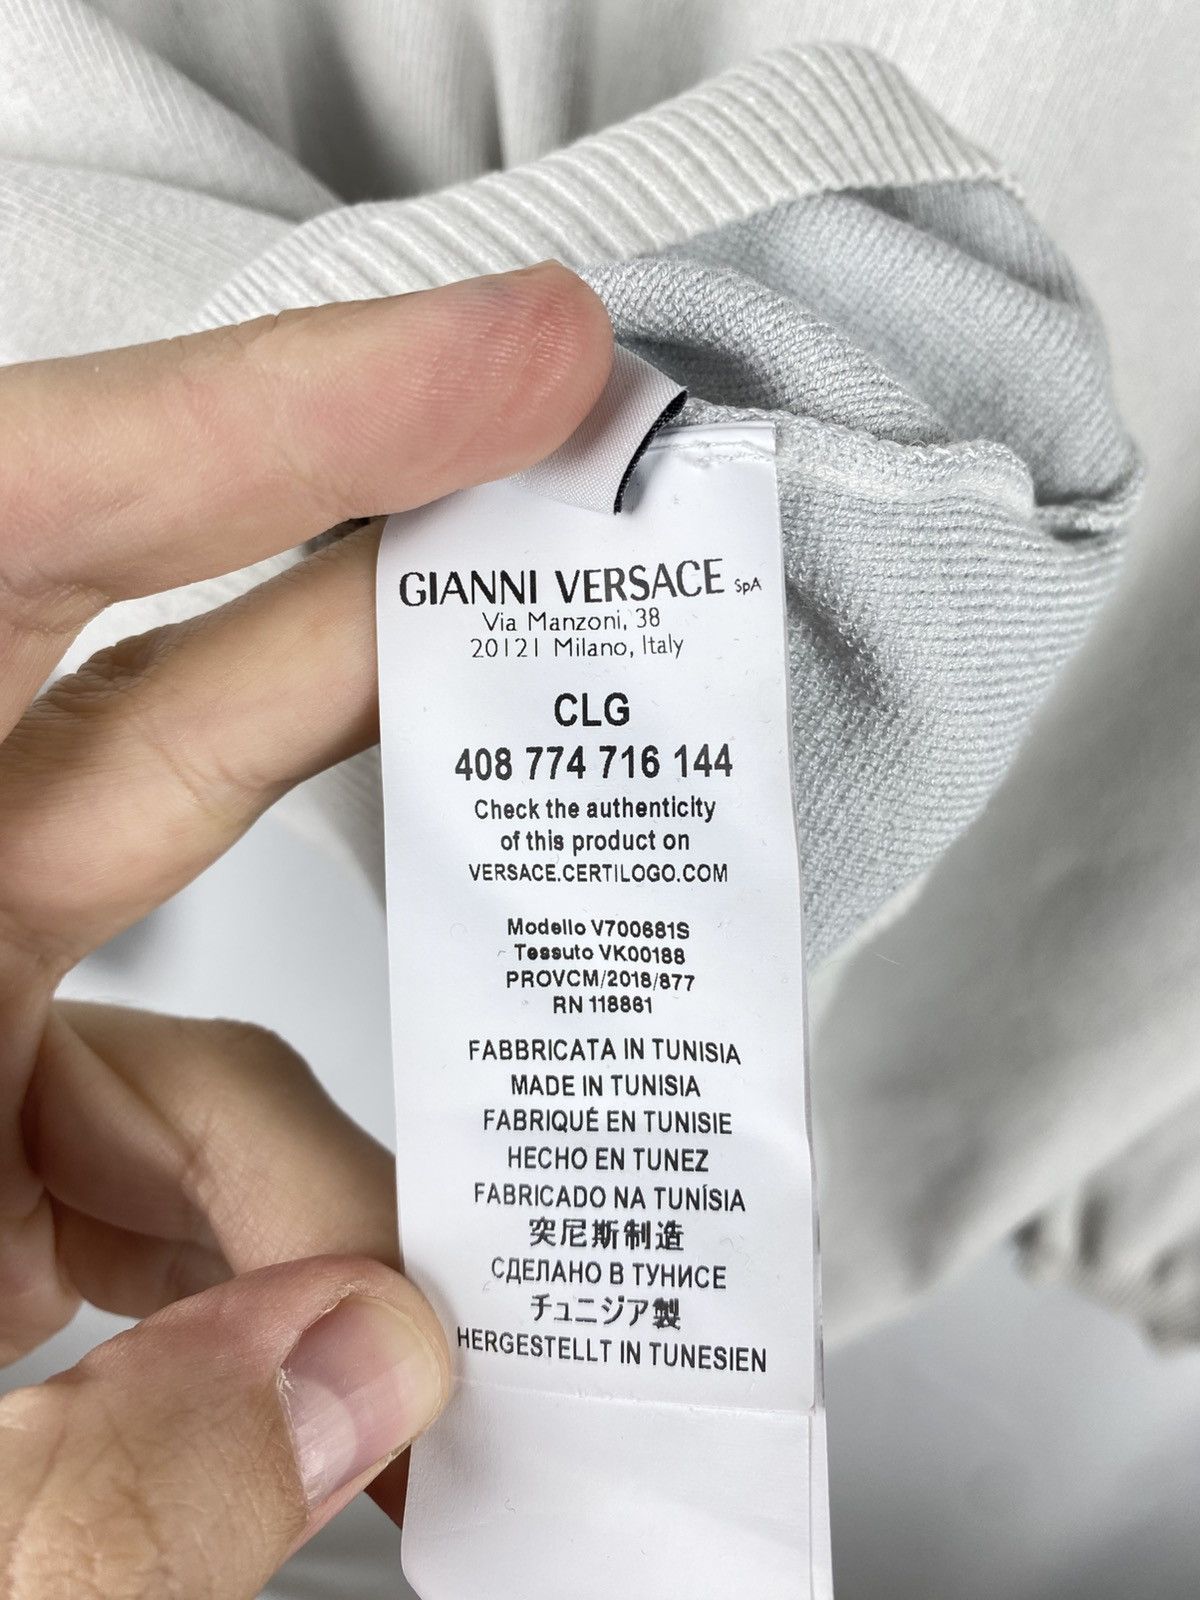 GIANNI VERSACE SpA
Via Manzoni, 38
20121 Milano, Italy
CLG
408 774 716 144
Check the authenticity
of this product on
VERSACE.CERTILOGO.COM
Modello V700681S
Tessuto VK00188
PROVCM/2018/877
RN 118861
FABBRICATA IN TUNISIA
MADE IN TUNISIA
FABRIQUÉ EN TUNISIE
HECHO EN TUNEZ
FABRICADO NA TUNÍSIA
突尼斯制造
СДЕЛАНО В ТУНИСЕ
チュニジア製
HERGESTELLT IN TUNESIEN